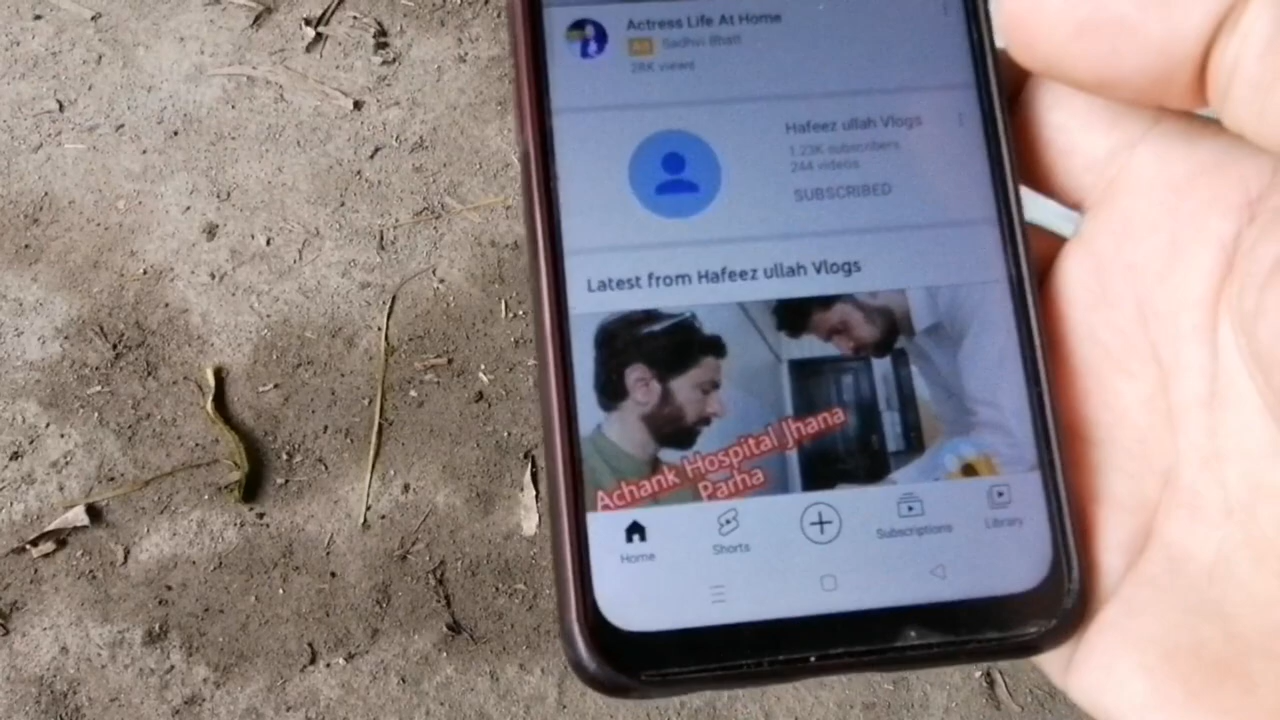 Actress Life At Home
Ad Sadhvi Bhatt
28K views
Hafeez ullah Vlogs
1.23K subscribers
244 videos
SUBSCRIBED
Latest from Hafeez ullah Vlogs
Achank Hospital Jhana
Parha
Home
Shorts
Subscriptions
Library